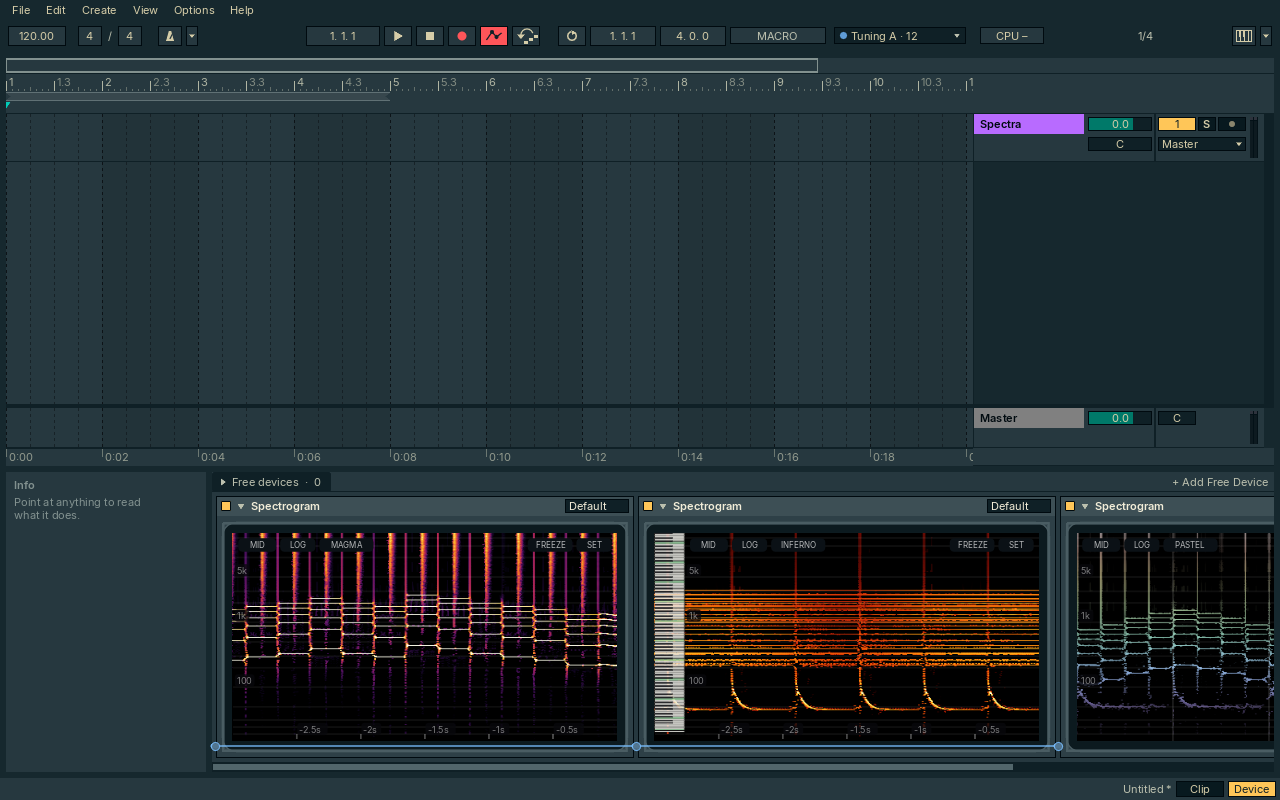 File Edit Create View Options Help
120.00 4 / 4 1. 1. 1 1. 1. 1 4. 0. 0 MACRO Tuning A · 12 CPU – 1/4
1 1.3 2 2.3 3 3.3 4 4.3 5 5.3 6 6.3 7 7.3 8 8.3 9 9.3 10 10.3 1
Spectra 0.0 1 S
C Master
Master 0.0 C
0:00 0:02 0:04 0:06 0:08 0:10 0:12 0:14 0:16 0:18
Info
Point at anything to read
what it does.
Free devices · 0 + Add Free Device
Spectrogram Default
MID LOG MAGMA FREEZE SET
5k
1k
100
-2.5s -2s -1.5s -1s -0.5s
Spectrogram Default
MID LOG INFERNO FREEZE SET
5k
1k
100
-2.5s -2s -1.5s -1s -0.5s
Spectrogram
MID LOG PASTEL
5k
1k
100
Untitled * Clip Device